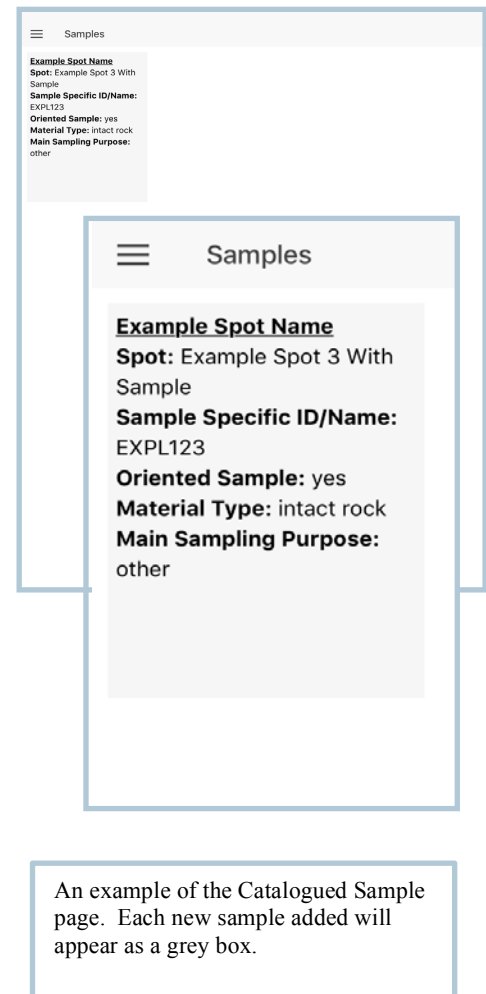 Samples
Example Spot Name
Spot: Example Spot 3 With
Sample
Sample Specific ID/Name:
EXPL123
Oriented Sample: yes
Material Type: intact rock
Main Sampling Purpose:
other
Samples
Example Spot Name
Spot: Example Spot 3 With
Sample
Sample Specific ID/Name:
EXPL123
Oriented Sample: yes
Material Type: intact rock
Main Sampling Purpose:
other
An example of the Catalogued Sample
page.  Each new sample added will
appear as a grey box.